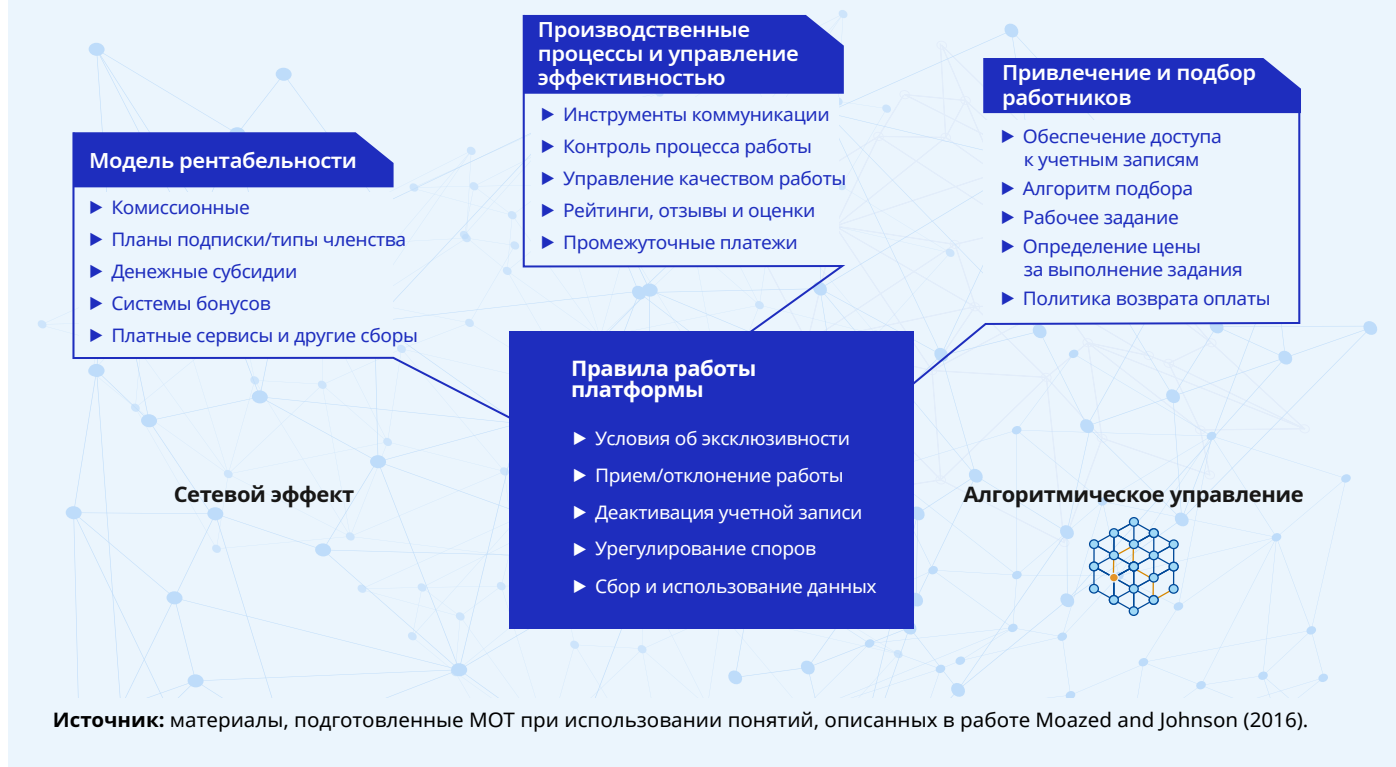 Модель рентабельности
Комиссионные
Планы подписки/типы членства
Денежные субсидии
Системы бонусов
Платные сервисы и другие сборы
Производственные
процессы и управление
эффективностью
Инструменты коммуникации
Контроль процесса работы
Управление качеством работы
Рейтинги, отзывы и оценки
Промежуточные платежи
Привлечение и подбор
работников
Обеспечение доступа
к учетным записям
Алгоритм подбора
Рабочее задание
Определение цены
за выполнение задания
Политика возврата оплаты
Правила работы
платформы
Условия об эксклюзивности
Прием/отклонение работы
Деактивация учетной записи
Урегулирование споров
Сбор и использование данных
Сетевой эффект
Алгоритмическое управление
Источник: материалы, подготовленные МОТ при использовании понятий, описанных в работе Moazed and Johnson (2016).